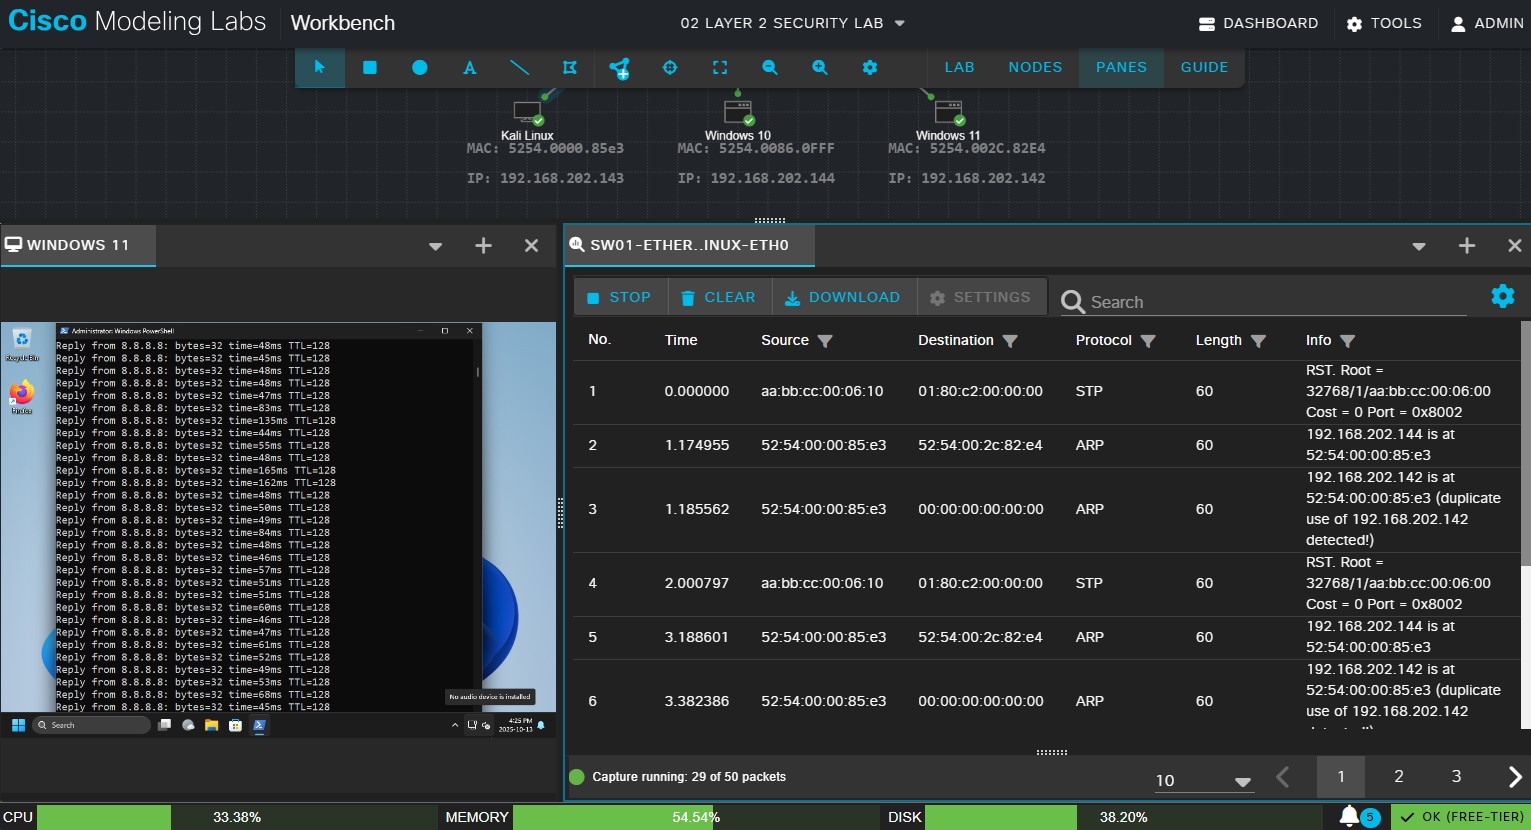 Cisco Modeling Labs Workbench 02 LAYER 2 SECURITY LAB DASHBOARD TOOLS ADMIN
A LAB NODES PANES GUIDE
Kali Linux Windows 10 Windows 11
MAC: 5254.0000.85e3 MAC: 5254.0086.0FFF MAC: 5254.002C.82E4
IP: 192.168.202.143 IP: 192.168.202.144 IP: 192.168.202.142
WINDOWS 11
Recycle Bin
Firefox
Administrator: Windows PowerShell
Reply from 8.8.8.8: bytes=32 time=48ms TTL=128
Reply from 8.8.8.8: bytes=32 time=45ms TTL=128
Reply from 8.8.8.8: bytes=32 time=48ms TTL=128
Reply from 8.8.8.8: bytes=32 time=48ms TTL=128
Reply from 8.8.8.8: bytes=32 time=47ms TTL=128
Reply from 8.8.8.8: bytes=32 time=83ms TTL=128
Reply from 8.8.8.8: bytes=32 time=135ms TTL=128
Reply from 8.8.8.8: bytes=32 time=44ms TTL=128
Reply from 8.8.8.8: bytes=32 time=55ms TTL=128
Reply from 8.8.8.8: bytes=32 time=48ms TTL=128
Reply from 8.8.8.8: bytes=32 time=165ms TTL=128
Reply from 8.8.8.8: bytes=32 time=162ms TTL=128
Reply from 8.8.8.8: bytes=32 time=48ms TTL=128
Reply from 8.8.8.8: bytes=32 time=50ms TTL=128
Reply from 8.8.8.8: bytes=32 time=49ms TTL=128
Reply from 8.8.8.8: bytes=32 time=84ms TTL=128
Reply from 8.8.8.8: bytes=32 time=48ms TTL=128
Reply from 8.8.8.8: bytes=32 time=46ms TTL=128
Reply from 8.8.8.8: bytes=32 time=57ms TTL=128
Reply from 8.8.8.8: bytes=32 time=51ms TTL=128
Reply from 8.8.8.8: bytes=32 time=51ms TTL=128
Reply from 8.8.8.8: bytes=32 time=60ms TTL=128
Reply from 8.8.8.8: bytes=32 time=46ms TTL=128
Reply from 8.8.8.8: bytes=32 time=47ms TTL=128
Reply from 8.8.8.8: bytes=32 time=61ms TTL=128
Reply from 8.8.8.8: bytes=32 time=52ms TTL=128
Reply from 8.8.8.8: bytes=32 time=49ms TTL=128
Reply from 8.8.8.8: bytes=32 time=53ms TTL=128
Reply from 8.8.8.8: bytes=32 time=68ms TTL=128
Reply from 8.8.8.8: bytes=32 time=45ms TTL=128
No audio device is installed
Search
4:25 PM
2025-10-13
SW01-ETHER..INUX-ETH0
STOP CLEAR DOWNLOAD SETTINGS Search
No. Time Source Destination Protocol Length Info
RST. Root =
1 0.000000 aa:bb:cc:00:06:10 01:80:c2:00:00:00 STP 60 32768/1/aa:bb:cc:00:06:00
Cost = 0 Port = 0x8002
2 1.174955 52:54:00:00:85:e3 52:54:00:2c:82:e4 ARP 60 192.168.202.144 is at
52:54:00:00:85:e3
192.168.202.142 is at
3 1.185562 52:54:00:00:85:e3 00:00:00:00:00:00 ARP 60 52:54:00:00:85:e3 (duplicate
use of 192.168.202.142
detected!)
RST. Root =
4 2.000797 aa:bb:cc:00:06:10 01:80:c2:00:00:00 STP 60 32768/1/aa:bb:cc:00:06:00
Cost = 0 Port = 0x8002
5 3.188601 52:54:00:00:85:e3 52:54:00:2c:82:e4 ARP 60 192.168.202.144 is at
52:54:00:00:85:e3
192.168.202.142 is at
6 3.382386 52:54:00:00:85:e3 00:00:00:00:00:00 ARP 60 52:54:00:00:85:e3 (duplicate
use of 192.168.202.142
Capture running: 29 of 50 packets 10 1 2 3
CPU 33.38% MEMORY 54.54% DISK 38.20% 5 OK (FREE-TIER)